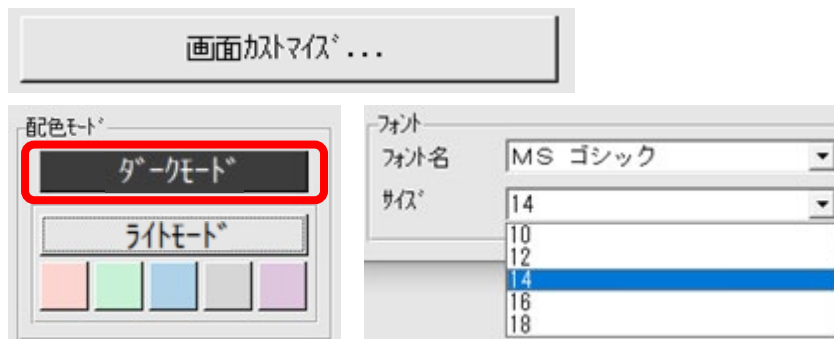 画面ｶｽﾀﾏｲｽﾞ...
配色ﾓｰﾄﾞ
ﾀﾞｰｸﾓｰﾄﾞ
ﾗｲﾄﾓｰﾄﾞ
ﾌｫﾝﾄ
ﾌｫﾝﾄ名
ＭＳ ゴシック
ｻｲｽﾞ
14
10
12
14
16
18